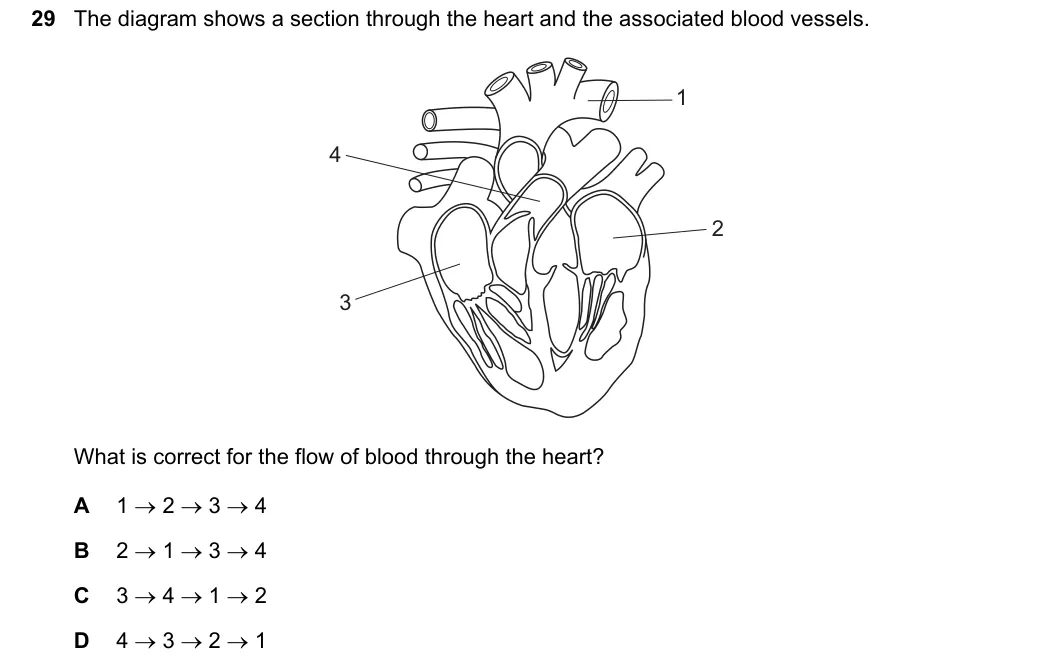 29 The diagram shows a section through the heart and the associated blood vessels.
1
4
2
3
What is correct for the flow of blood through the heart?
A 1 → 2 → 3 → 4
B 2 → 1 → 3 → 4
C 3 → 4 → 1 → 2
D 4 → 3 → 2 → 1